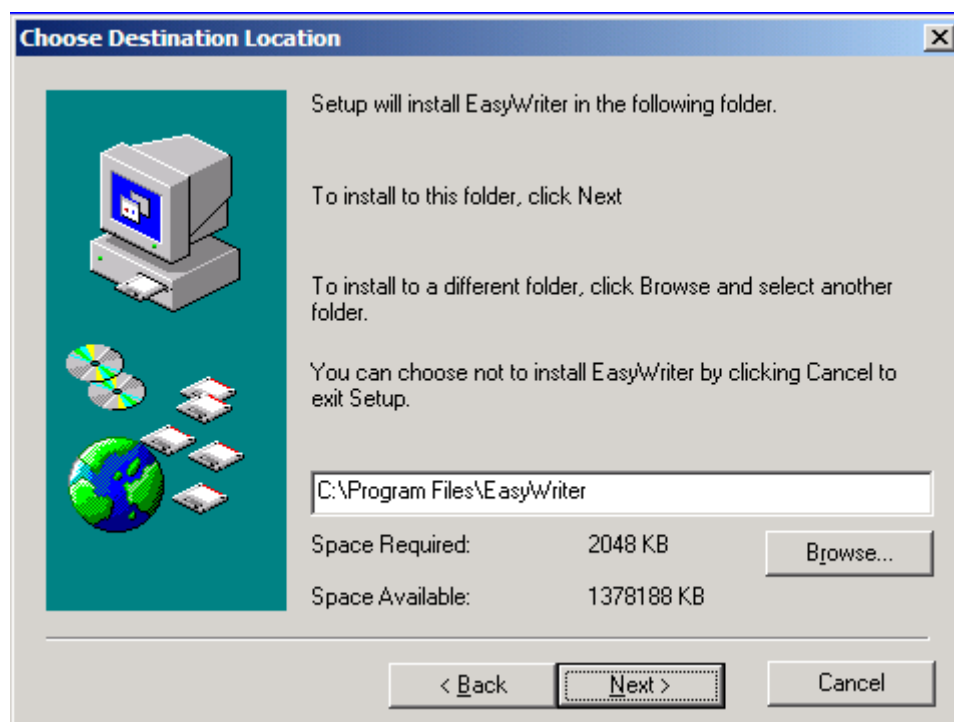 Choose Destination Location
Setup will install EasyWriter in the following folder.
To install to this folder, click Next
To install to a different folder, click Browse and select another
folder.
You can choose not to install EasyWriter by clicking Cancel to
exit Setup.
C:\Program Files\EasyWriter
Space Required: 2048 KB
Browse...
Space Available: 1378188 KB
< Back Next > Cancel